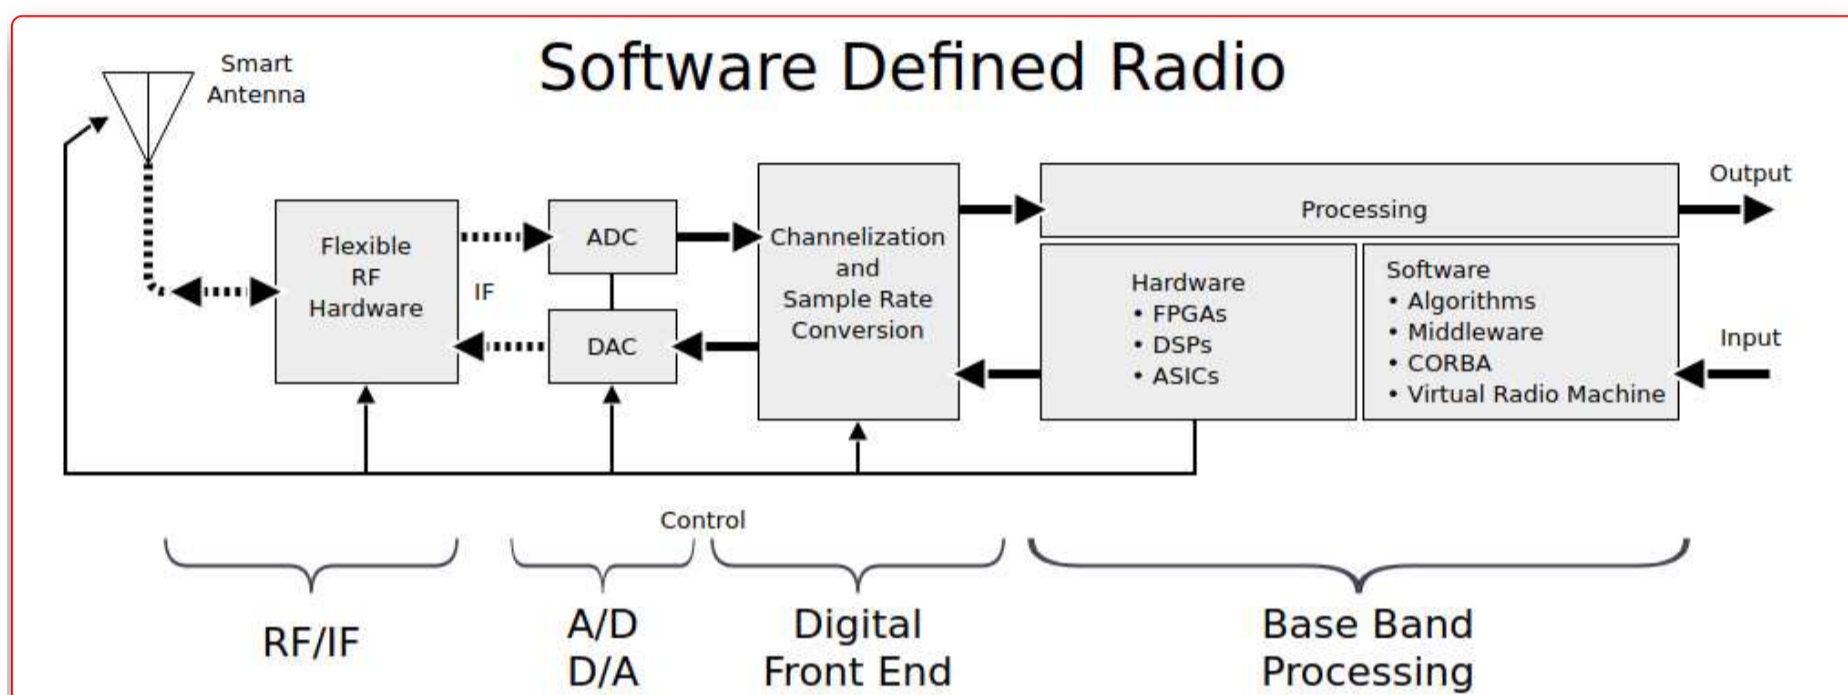 Software Defined Radio
Smart
Antenna
Flexible
RF
Hardware
IF
ADC
DAC
Channelization
and
Sample Rate
Conversion
Processing
Hardware
• FPGAs
• DSPs
• ASICs
Software
• Algorithms
• Middleware
• CORBA
• Virtual Radio Machine
Output
Input
Control
RF/IF
A/D
D/A
Digital
Front End
Base Band
Processing